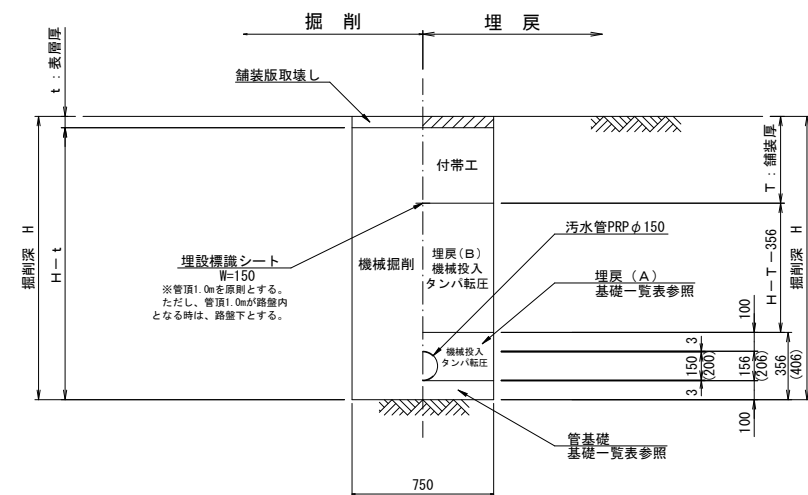 掘 削
埋 戻
t:表層厚
舗装版取壊し
付帯工
T:舗装厚
掘削深 H
H-t
埋設標識シート
W=150
※管頂1.0mを原則とする。
ただし、管頂1.0mが路盤内
となる時は、路盤下とする。
機械掘削
埋戻(B)
機械投入
タンパ転圧
汚水管PRPφ150
埋戻(A)
基礎一覧表参照
H-T-356
掘削深 H
機械投入
タンパ転圧
100
3
150
(200)
3
156
(206)
356
(406)
100
管基礎
基礎一覧表参照
750